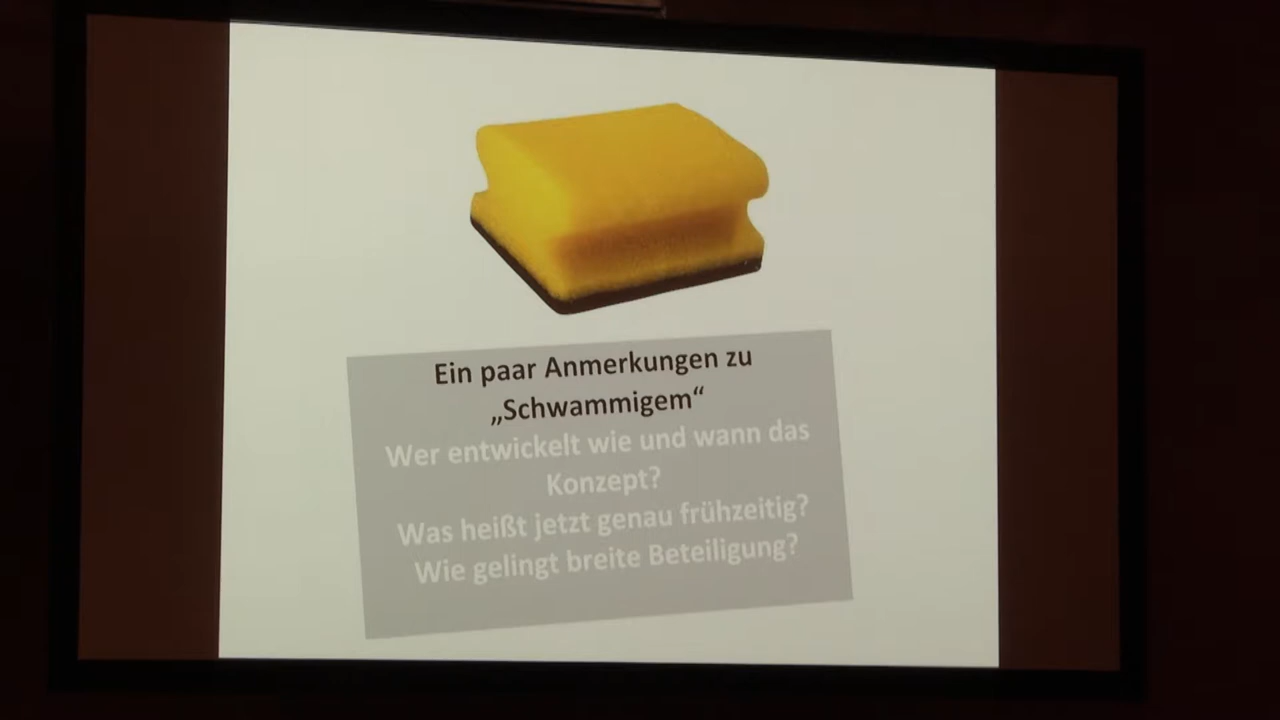 Ein paar Anmerkungen zu
„Schwammigem“
Wer entwickelt wie und wann das
Konzept?
Was heißt jetzt genau frühzeitig?
Wie gelingt breite Beteiligung?